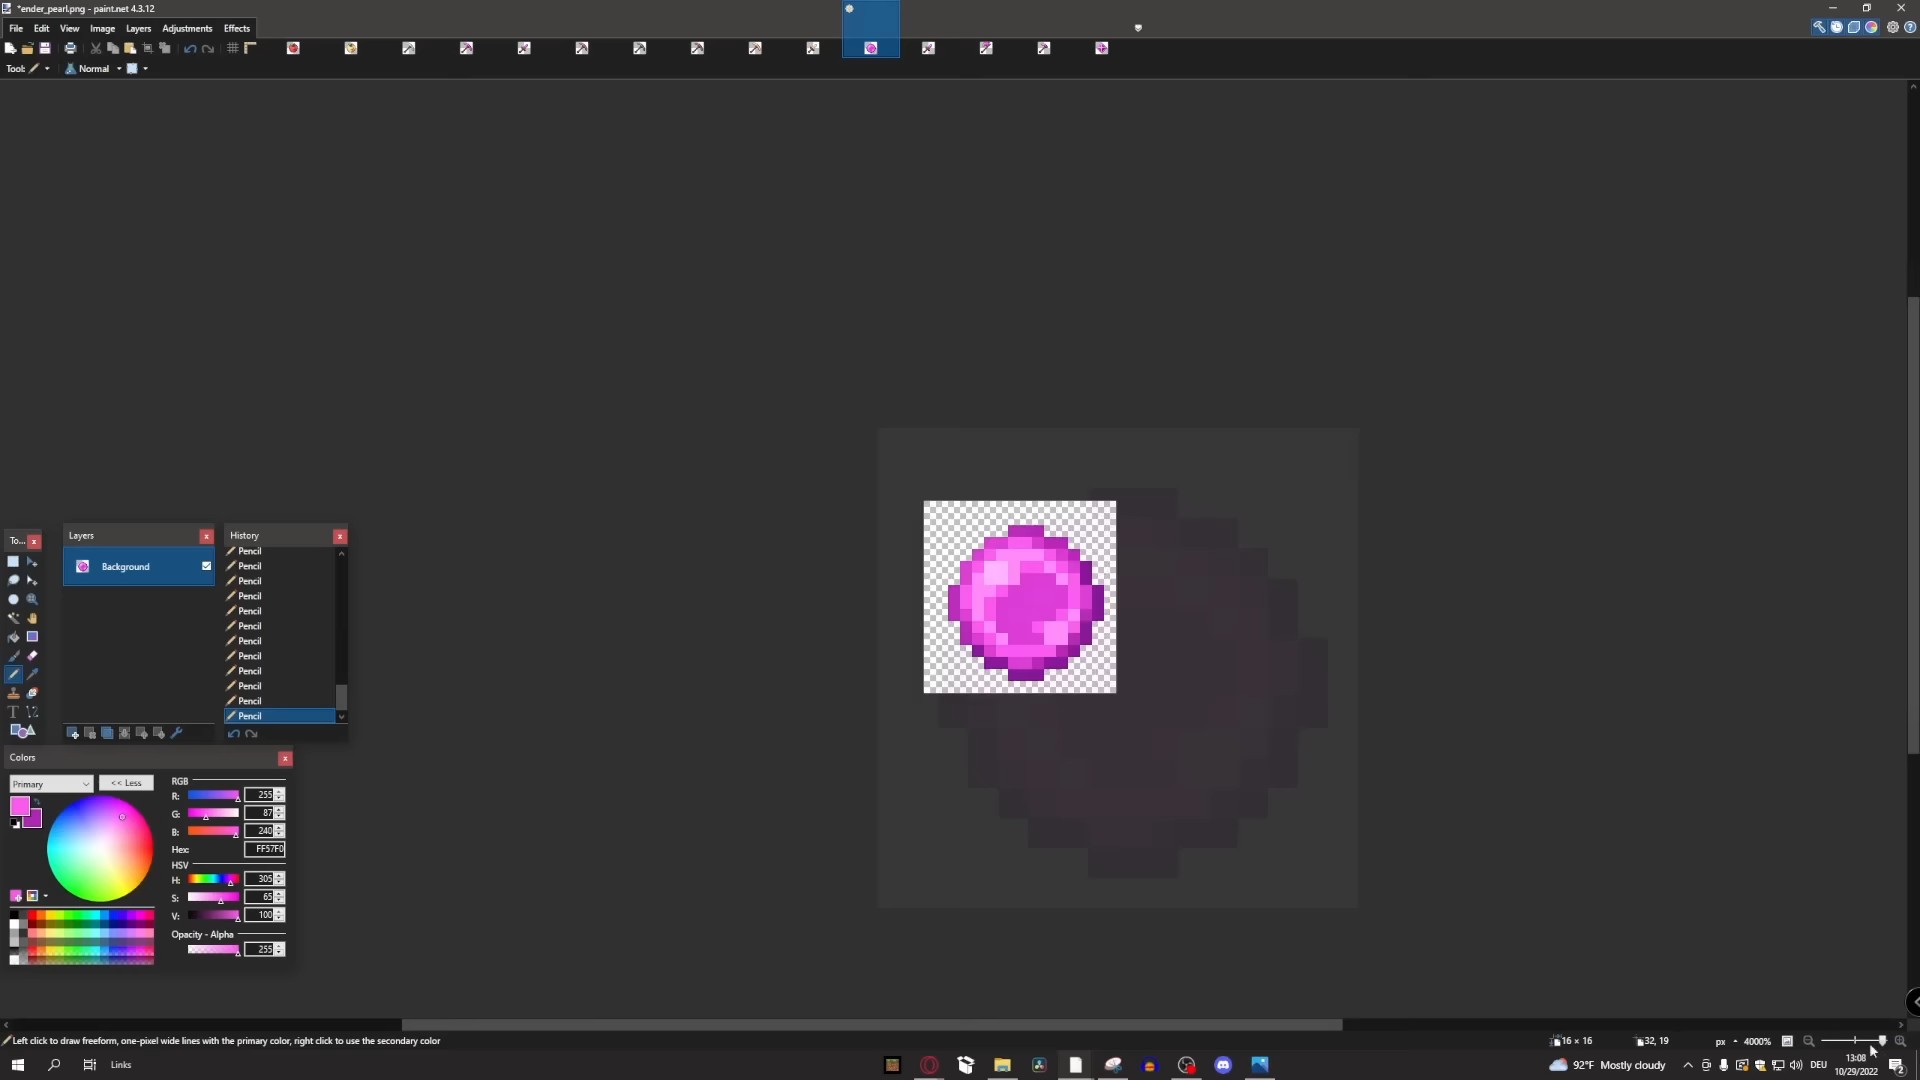 *ender_pearl.png - paint.net 4.3.12
File Edit View Image Layers Adjustments Effects
Tool: Normal
To... Layers History
Background
Pencil
Pencil
Pencil
Pencil
Pencil
Pencil
Pencil
Pencil
Pencil
Pencil
Pencil
Pencil
Colors
Primary << Less
RGB
R: 255
G: 87
B: 240
Hex: FF57F0
HSV
H: 305
S: 65
V: 100
Opacity - Alpha
255
Left click to draw freeform, one-pixel wide lines with the primary color, right click to use the secondary color
16 × 16 32, 19 px 4000%
Links 92°F Mostly cloudy DEU 13:08
10/29/2022 2